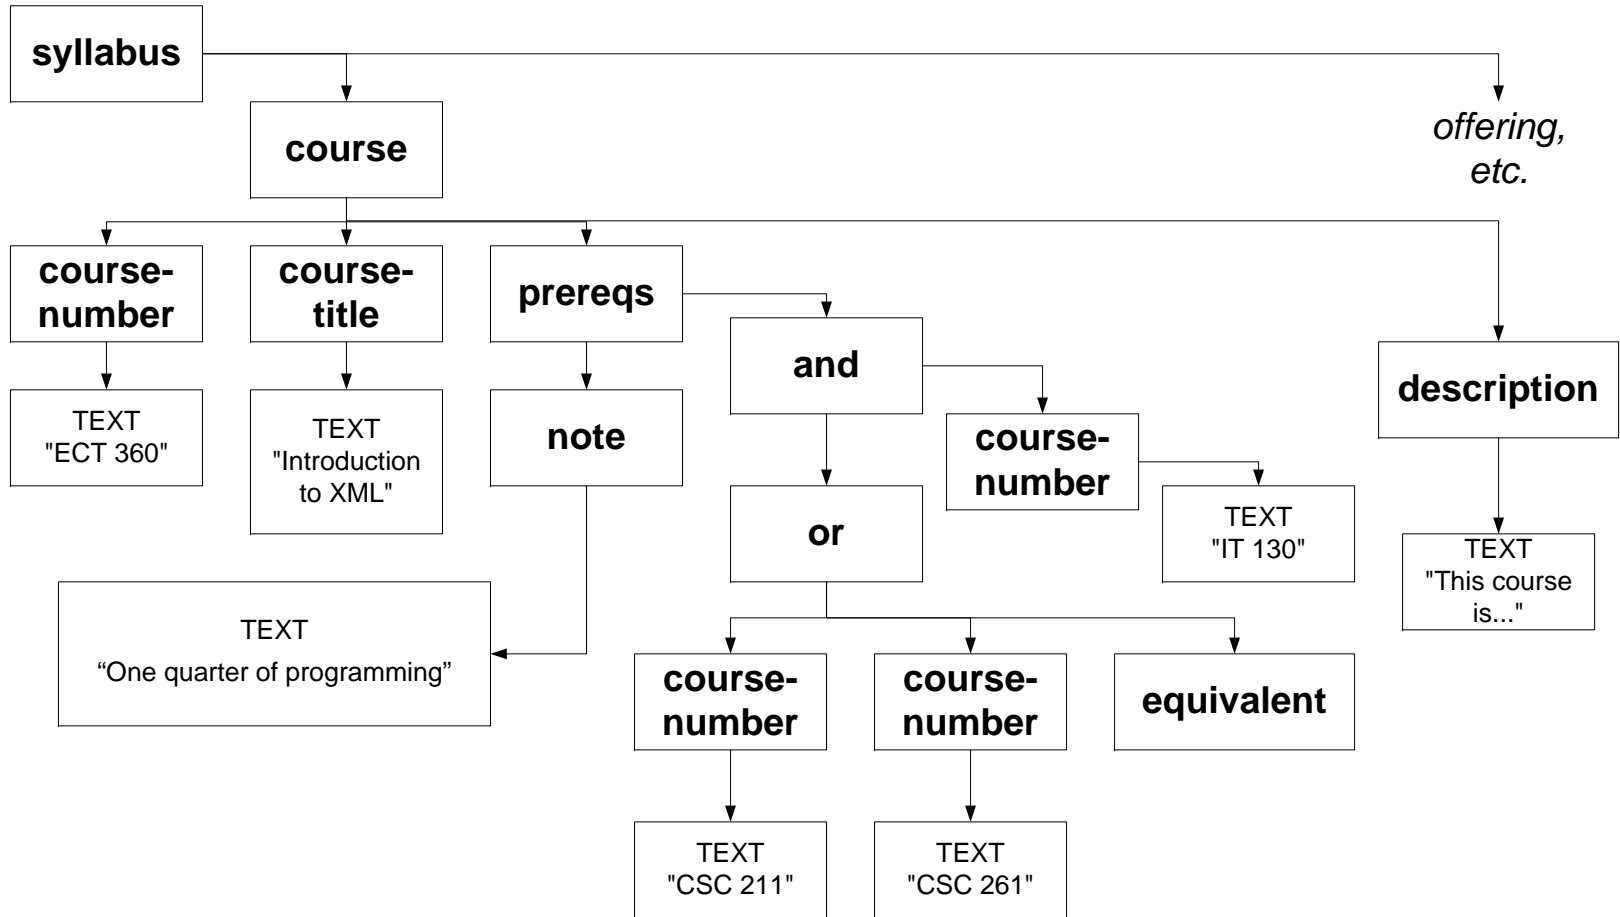 syllabus
offering,
etc.
course
course-
number
course-
title
prereqs
and
description
TEXT
"ECT 360"
TEXT
"Introduction
to XML"
note
course-
number
or
TEXT
"IT 130"
TEXT
"This course
is..."
TEXT
“One quarter of programming”
course-
number
course-
number
equivalent
TEXT
"CSC 211"
TEXT
"CSC 261"